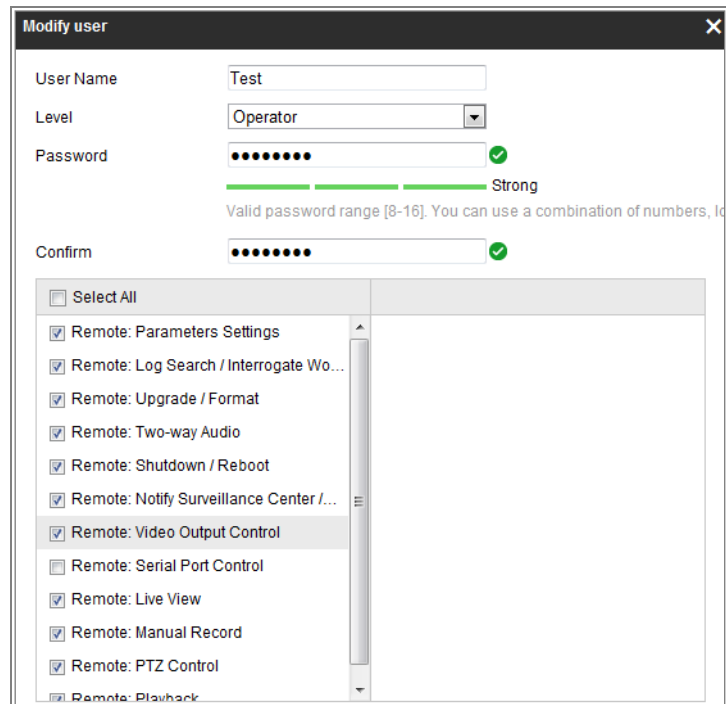 Modify user
User Name Test
Level Operator
Password ••••••••
Strong
Valid password range [8-16]. You can use a combination of numbers, lo
Confirm ••••••••
Select All
Remote: Parameters Settings
Remote: Log Search / Interrogate Wo...
Remote: Upgrade / Format
Remote: Two-way Audio
Remote: Shutdown / Reboot
Remote: Notify Surveillance Center /...
Remote: Video Output Control
Remote: Serial Port Control
Remote: Live View
Remote: Manual Record
Remote: PTZ Control
Remote: Playback